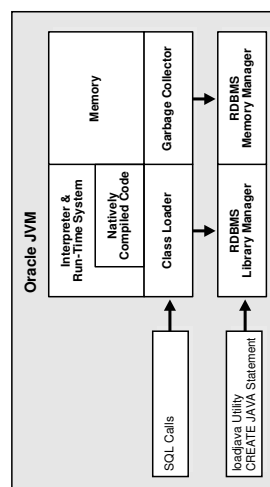 Oracle JVM
Interpreter &
Run-Time System
Natively
Compiled Code
Memory
SQL Calls
Class Loader
Garbage Collector
loadjava Utility
CREATE JAVA Statement
RDBMS
Library Manager
RDBMS
Memory Manager